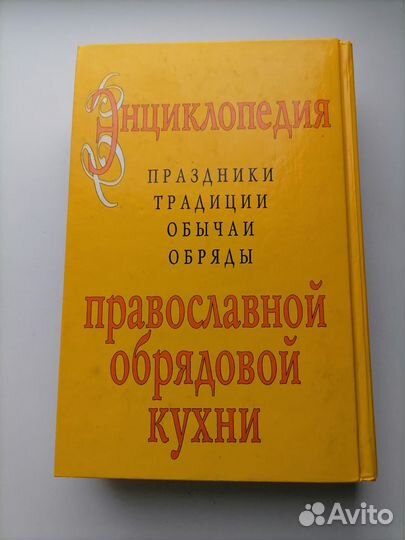 Энциклопедия
ПРАЗДНИКИ
ТРАДИЦИИ
ОБЫЧАИ
ОБРЯДЫ
православной
обрядовой
кухни
Avito